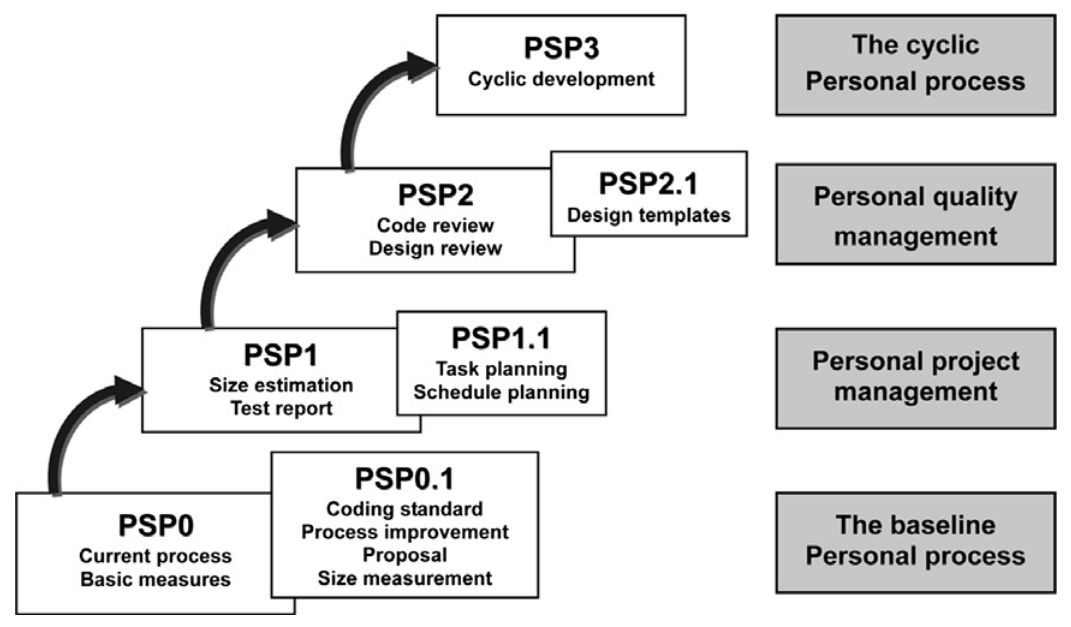 PSP3
Cyclic development
The cyclic
Personal process
PSP2
Code review
Design review
PSP2.1
Design templates
Personal quality
management
PSP1
Size estimation
Test report
PSP1.1
Task planning
Schedule planning
Personal project
management
PSP0
Current process
Basic measures
PSP0.1
Coding standard
Process improvement
Proposal
Size measurement
The baseline
Personal process